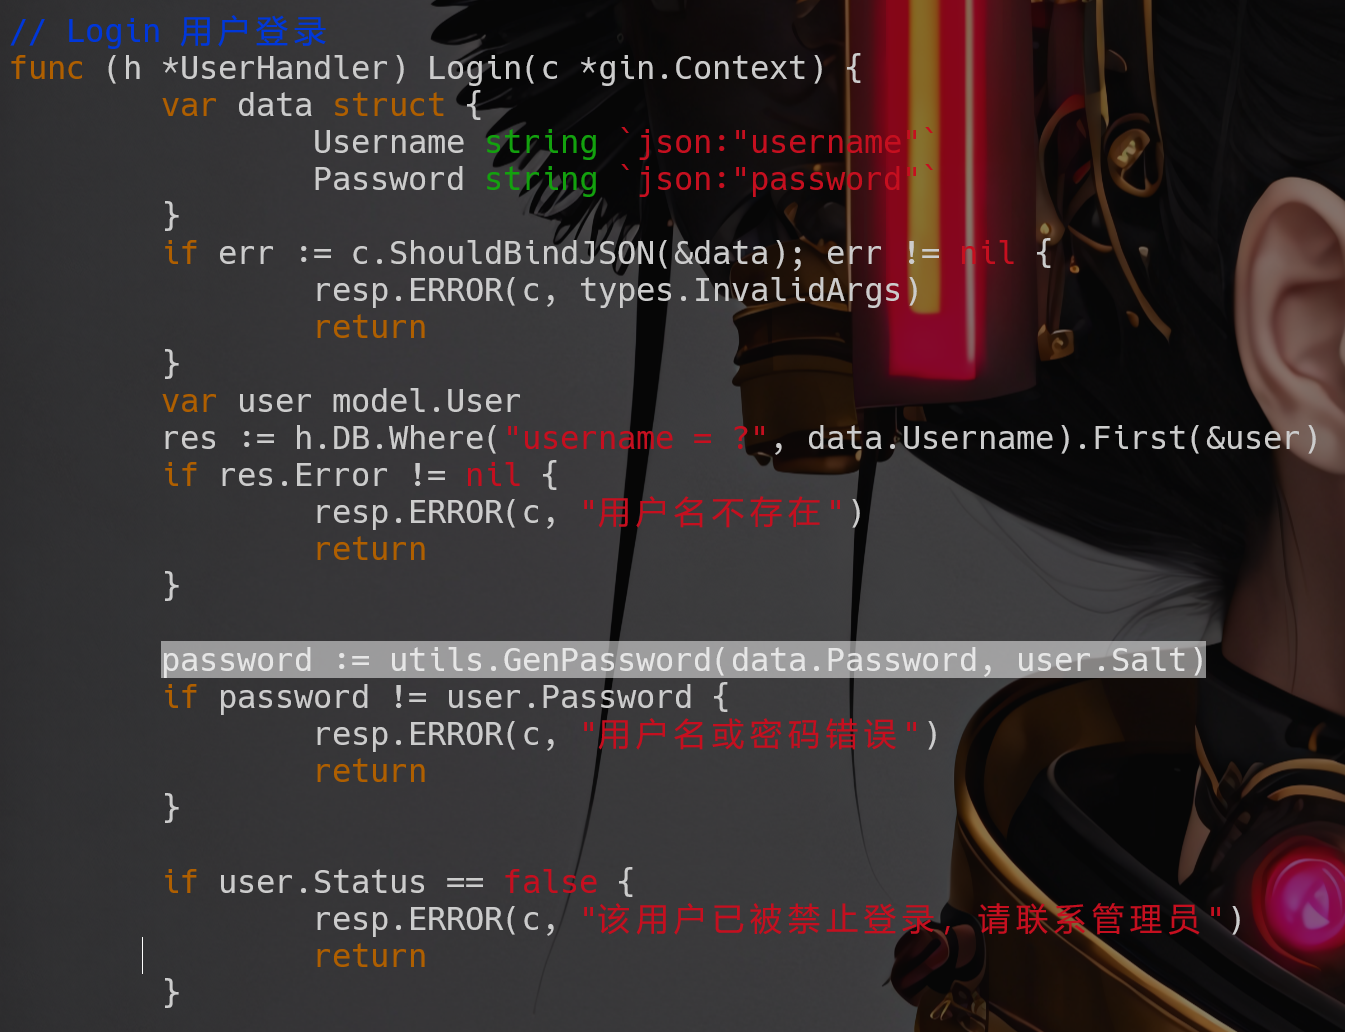 // Login 用户登录
func (h *UserHandler) Login(c *gin.Context) {
var data struct {
Username string `json:"username"`
Password string `json:"password"`
}
if err := c.ShouldBindJSON(&data); err != nil {
resp.ERROR(c, types.InvalidArgs)
return
}
var user model.User
res := h.DB.Where("username = ?", data.Username).First(&user)
if res.Error != nil {
resp.ERROR(c, "用户名不存在")
return
}
password := utils.GenPassword(data.Password, user.Salt)
if password != user.Password {
resp.ERROR(c, "用户名或密码错误")
return
}
if user.Status == false {
resp.ERROR(c, "该用户已被禁止登录，请联系管理员")
return
}